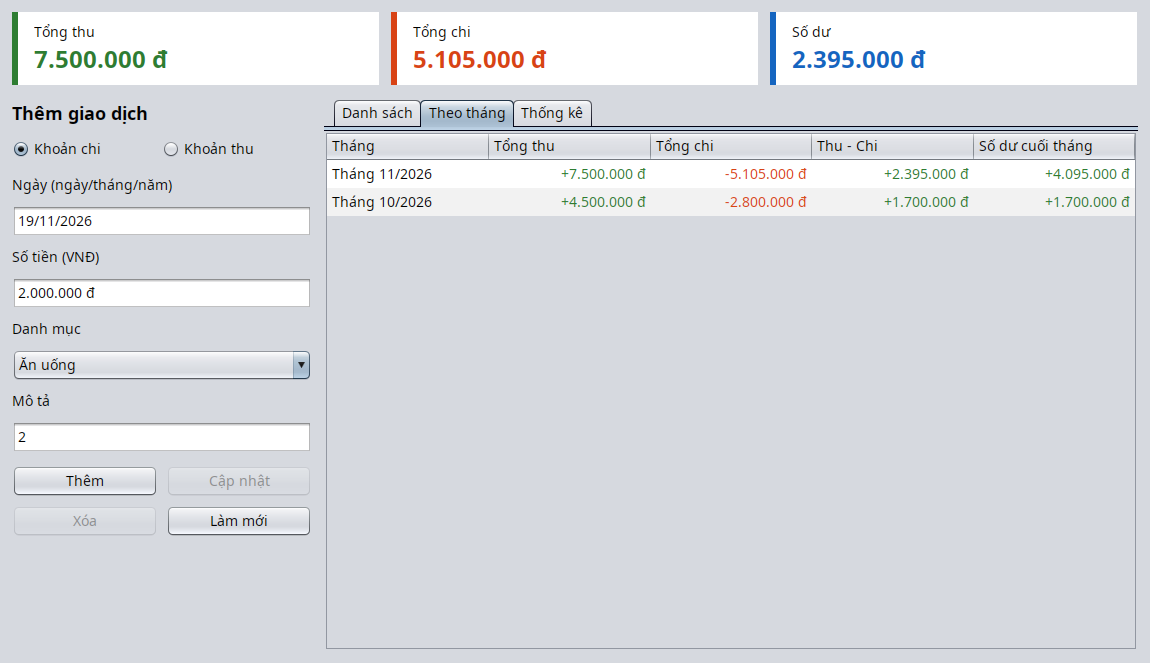 Tổng thu
7.500.000 đ
Tổng chi
5.105.000 đ
Số dư
2.395.000 đ
Thêm giao dịch
Khoản chi Khoản thu
Ngày (ngày/tháng/năm)
19/11/2026
Số tiền (VNĐ)
2.000.000 đ
Danh mục
Ăn uống
Mô tả
2
Thêm Cập nhật
Xóa Làm mới
Danh sách Theo tháng Thống kê
Tháng Tổng thu Tổng chi Thu - Chi Số dư cuối tháng
Tháng 11/2026 +7.500.000 đ -5.105.000 đ +2.395.000 đ +4.095.000 đ
Tháng 10/2026 +4.500.000 đ -2.800.000 đ +1.700.000 đ +1.700.000 đ